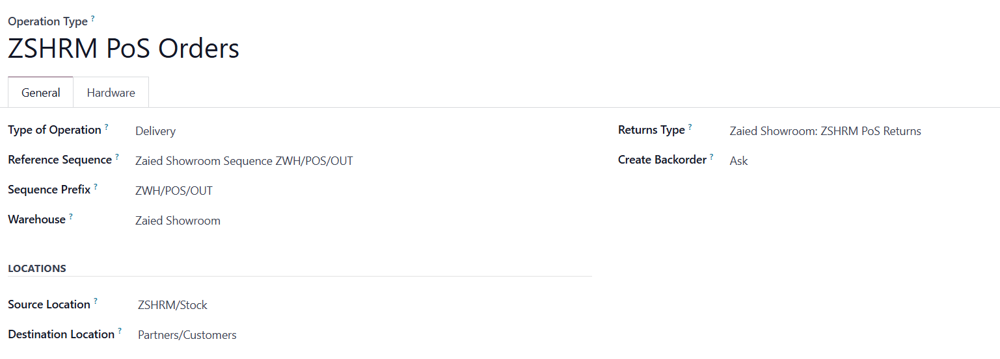 Operation Type ?
ZSHRM PoS Orders
General Hardware
Type of Operation ? Delivery Returns Type ? Zaied Showroom: ZSHRM PoS Returns
Reference Sequence ? Zaied Showroom Sequence ZWH/POS/OUT Create Backorder ? Ask
Sequence Prefix ? ZWH/POS/OUT
Warehouse ? Zaied Showroom
LOCATIONS
Source Location ? ZSHRM/Stock
Destination Location ? Partners/Customers